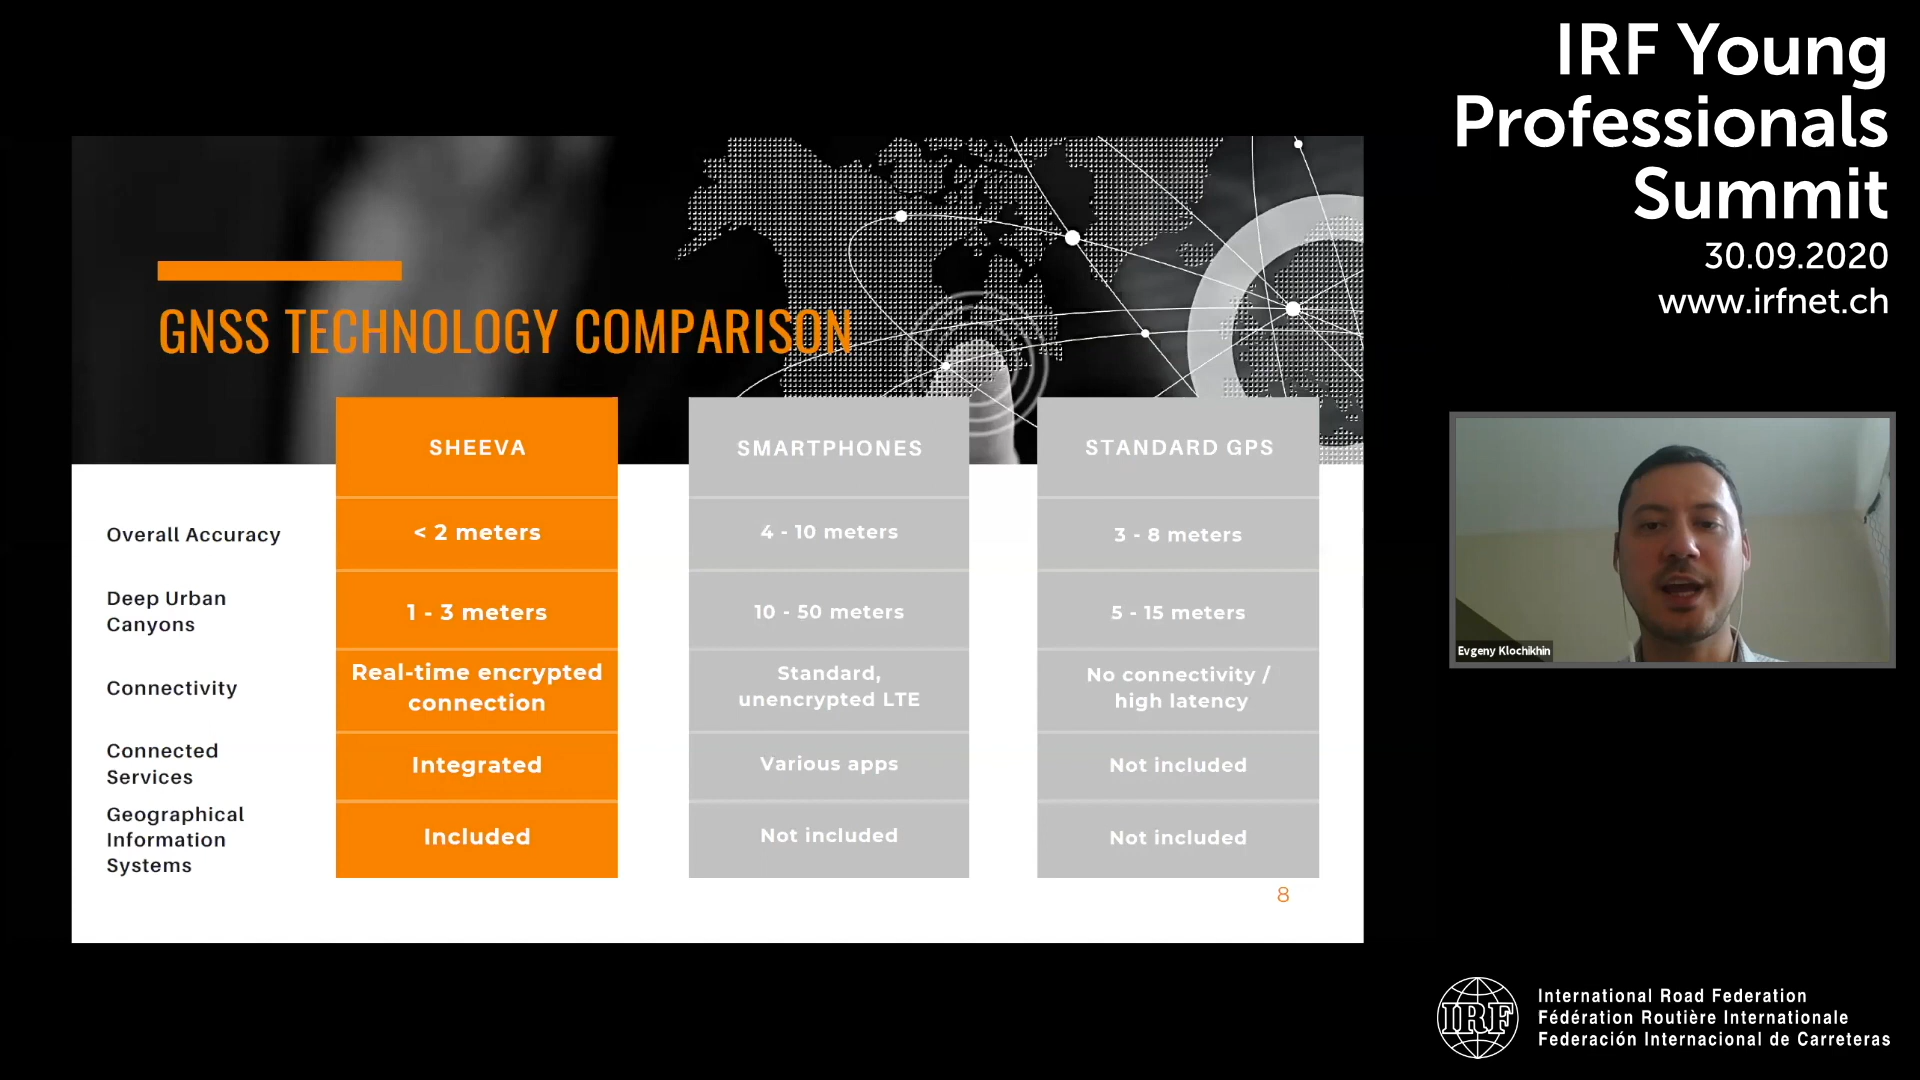 IRF Young
Professionals
Summit
30.09.2020
www.irfnet.ch
GNSS TECHNOLOGY COMPARISON
SHEEVA
SMARTPHONES
STANDARD GPS
Overall Accuracy
< 2 meters
4 - 10 meters
3 - 8 meters
Deep Urban
Canyons
1 - 3 meters
10 - 50 meters
5 - 15 meters
Connectivity
Real-time encrypted
connection
Standard,
unencrypted LTE
No connectivity /
high latency
Connected
Services
Integrated
Various apps
Not included
Geographical
Information
Systems
Included
Not included
Not included
8
Evgeny Klochikhin
IRF
International Road Federation
Fédération Routière Internationale
Federación Internacional de Carreteras